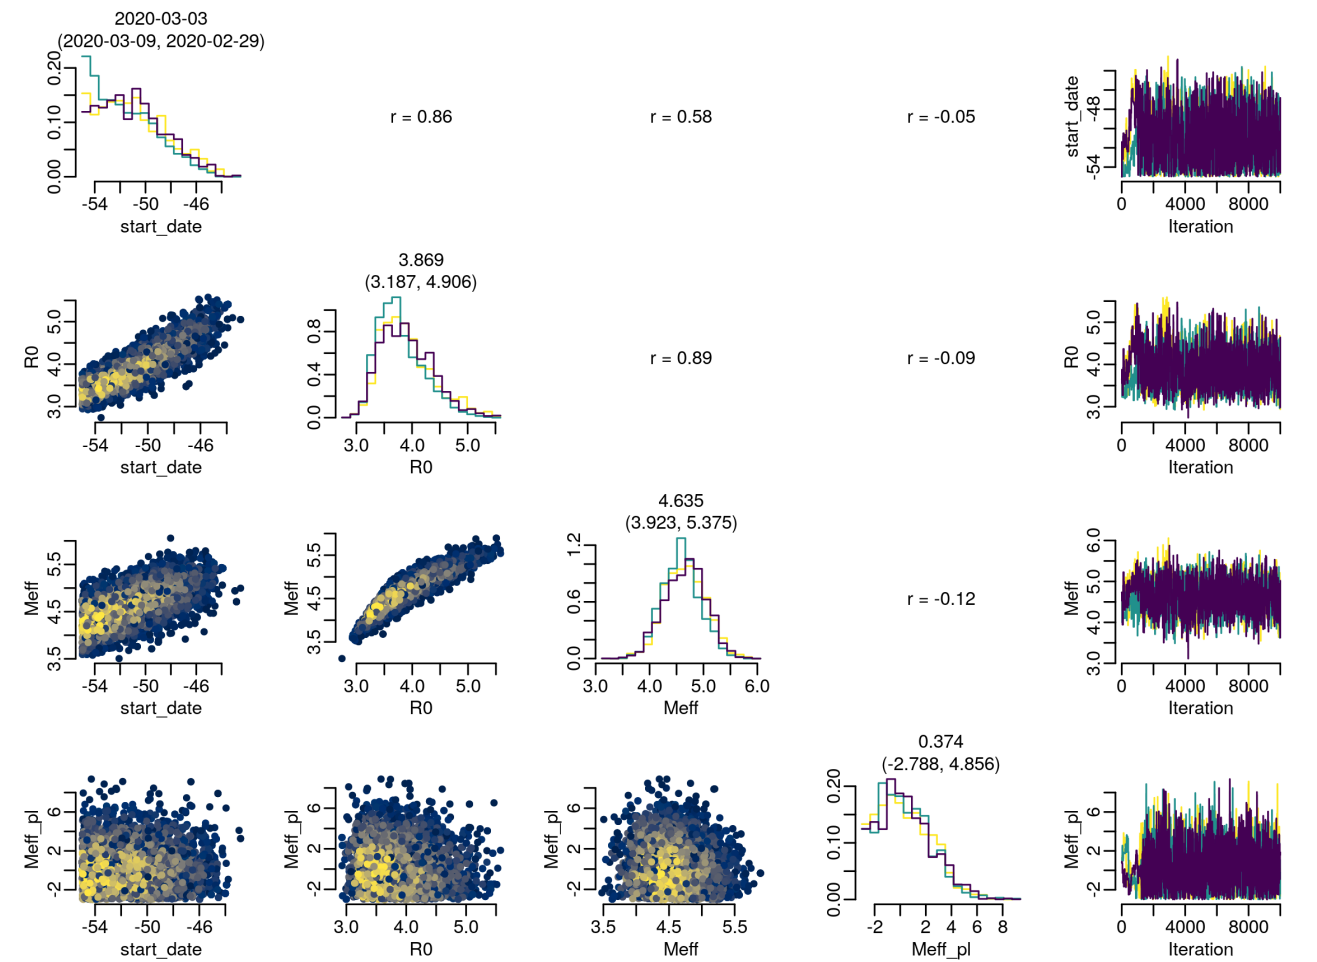 2020-03-03
(2020-03-09, 2020-02-29)
0.00 0.10 0.20
-54 -50 -46
start_date
r = 0.86
r = 0.58
r = -0.05
start_date
-54 -48
0 4000 8000
Iteration
R0
3.0 4.0 5.0
-54 -50 -46
start_date
3.869
(3.187, 4.906)
0.0 0.4 0.8
3.0 4.0 5.0
R0
r = 0.89
r = -0.09
R0
3.0 4.0 5.0
0 4000 8000
Iteration
Meff
3.5 4.5 5.5
-54 -50 -46
start_date
Meff
3.5 4.5 5.5
3.0 4.0 5.0
R0
4.635
(3.923, 5.375)
0.0 0.6 1.2
3.0 4.0 5.0 6.0
Meff
r = -0.12
Meff
3.0 4.0 5.0 6.0
0 4000 8000
Iteration
Meff_pl
-2 2 6
-54 -50 -46
start_date
Meff_pl
-2 2 6
3.0 4.0 5.0
R0
Meff_pl
-2 2 6
3.5 4.5 5.5
Meff
0.374
(-2.788, 4.856)
0.00 0.10 0.20
-2 2 6 8
Meff_pl
Meff_pl
-2 2 6
0 4000 8000
Iteration